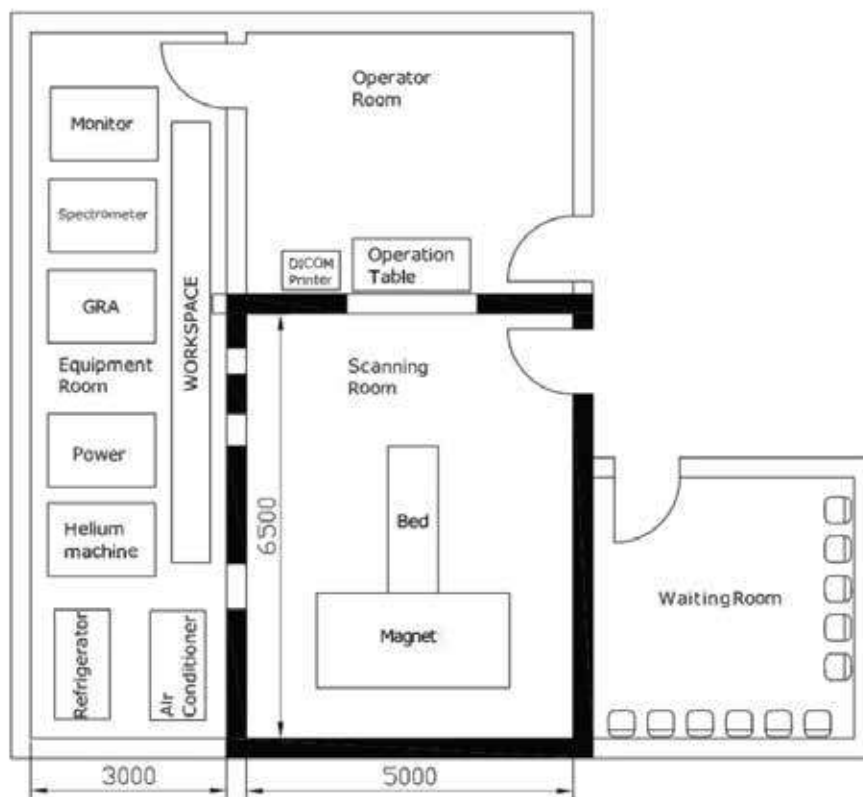 Operator
Room
Monitor
Spectrometer
DICOM
Printer
Operation
Table
GRA
WORKSPACE
Equipment
Room
Scanning
Room
Power
Helium
machine
6500
Bed
Magnet
Waiting Room
Refrigerator
Air
Conditioner
3000
5000